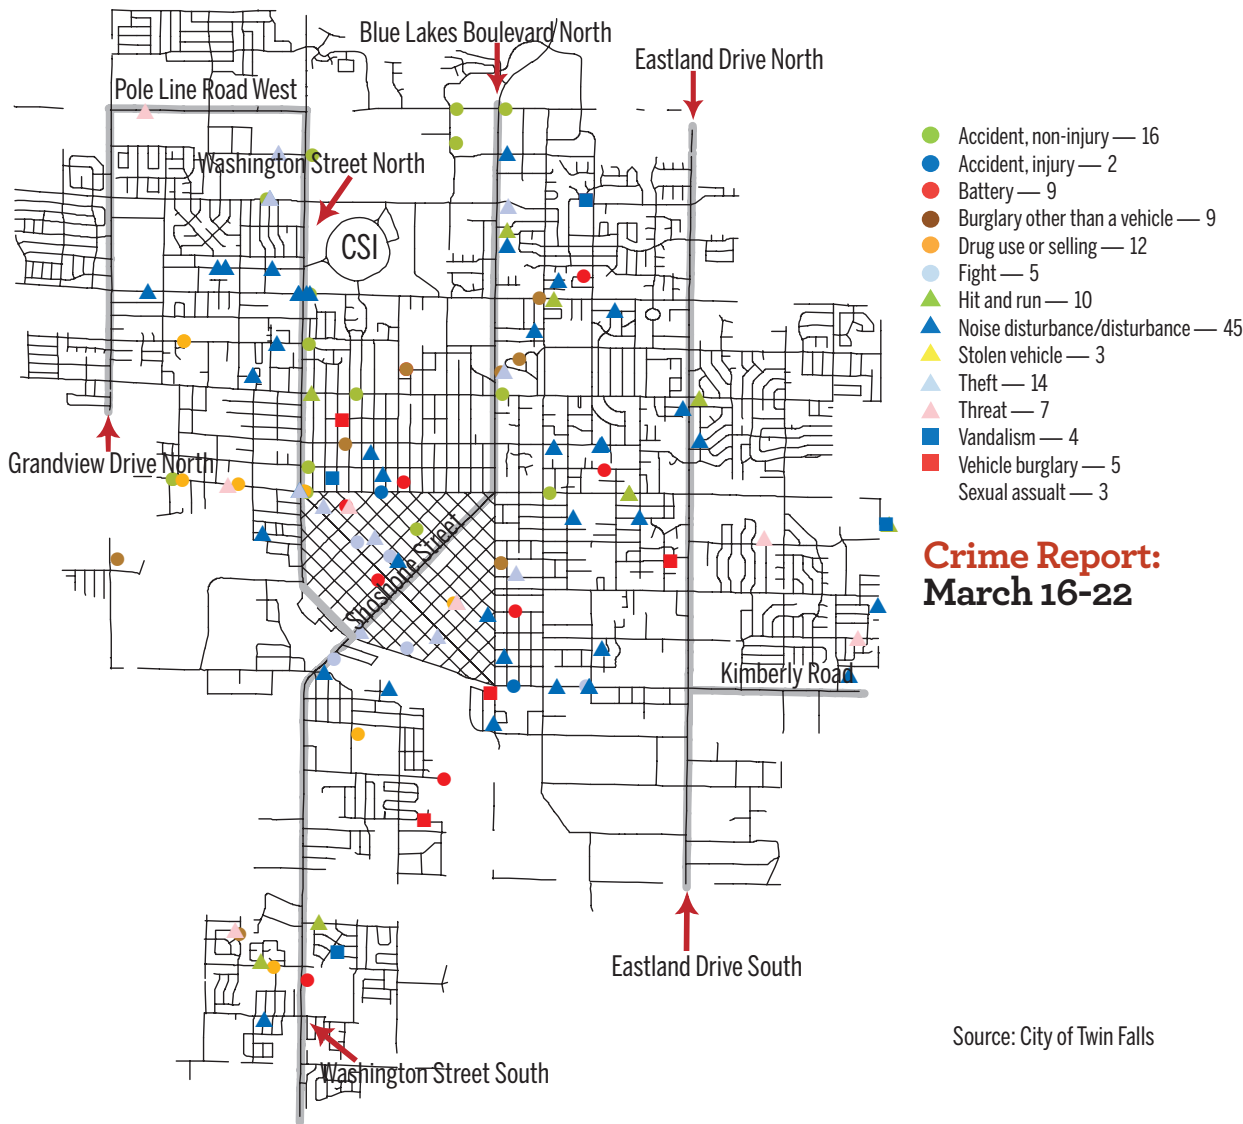 Blue Lakes Boulevard North
Eastland Drive North
Pole Line Road West
Washington Street North
CSI
Grandview Drive North
Shoshone Street
Kimberly Road
Eastland Drive South
Washington Street South
Accident, non-injury — 16
Accident, injury — 2
Battery — 9
Burglary other than a vehicle — 9
Drug use or selling — 12
Fight — 5
Hit and run — 10
Noise disturbance/disturbance — 45
Stolen vehicle — 3
Theft — 14
Threat — 7
Vandalism — 4
Vehicle burglary — 5
Sexual assualt — 3
Crime Report:
March 16-22
Source: City of Twin Falls